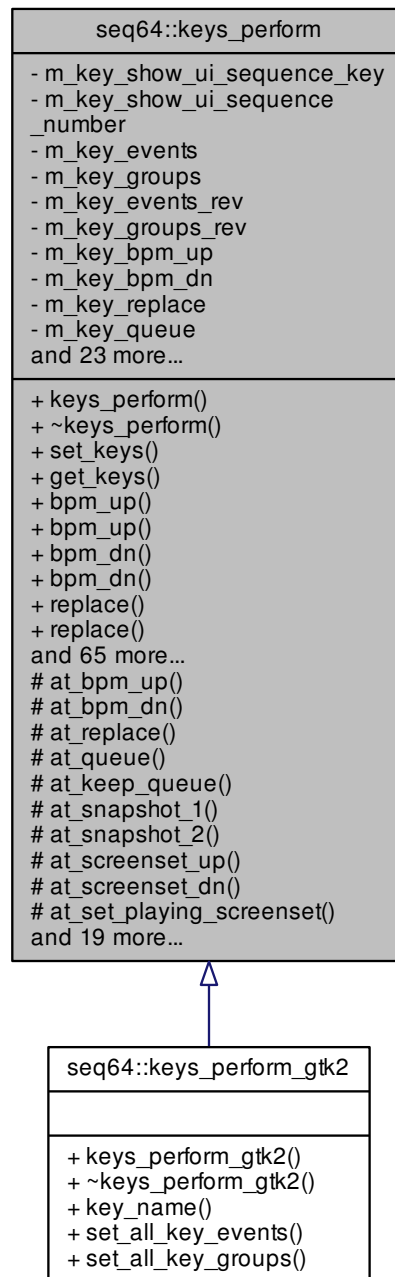 seq64::keys_perform
- m_key_show_ui_sequence_key
- m_key_show_ui_sequence
_number
- m_key_events
- m_key_groups
- m_key_events_rev
- m_key_groups_rev
- m_key_bpm_up
- m_key_bpm_dn
- m_key_replace
- m_key_queue
and 23 more...
+ keys_perform()
+ ~keys_perform()
+ set_keys()
+ get_keys()
+ bpm_up()
+ bpm_up()
+ bpm_dn()
+ bpm_dn()
+ replace()
+ replace()
and 65 more...
# at_bpm_up()
# at_bpm_dn()
# at_replace()
# at_queue()
# at_keep_queue()
# at_snapshot_1()
# at_snapshot_2()
# at_screenset_up()
# at_screenset_dn()
# at_set_playing_screenset()
and 19 more...
seq64::keys_perform_gtk2
+ keys_perform_gtk2()
+ ~keys_perform_gtk2()
+ key_name()
+ set_all_key_events()
+ set_all_key_groups()